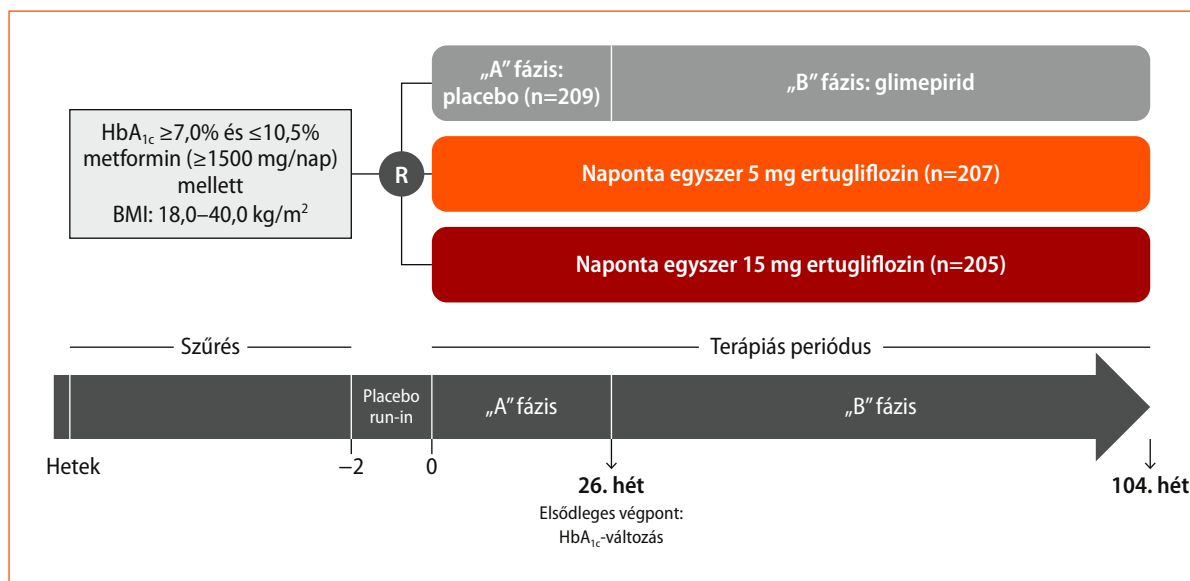 HbA1c ≥7,0% és ≤10,5%
metformin (≥1500 mg/nap)
mellett
BMI: 18,0–40,0 kg/m²
R
„A” fázis:
placebo (n=209)
„B” fázis: glimepirid
Naponta egyszer 5 mg ertugliflozin (n=207)
Naponta egyszer 15 mg ertugliflozin (n=205)
Szűrés
Terápiás periódus
Placebo
run-in
„A” fázis
„B” fázis
Hetek
−2
0
26. hét
104. hét
Elsődleges végpont:
HbA1c-változás